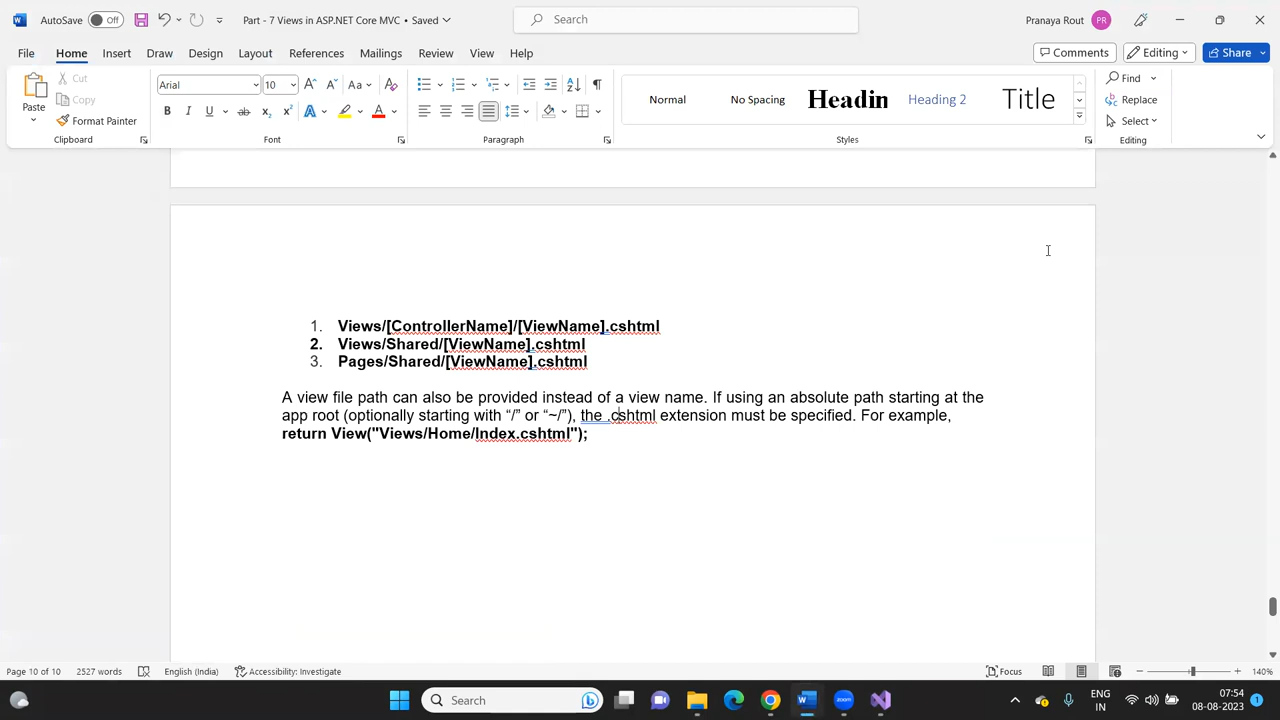 AutoSave Off Part - 7 Views in ASP.NET Core MVC • Saved Search Pranaya Rout PR
File Home Insert Draw Design Layout References Mailings Review View Help Comments Editing Share
Paste Cut Copy Format Painter
Arial 10 Aa
B I U ab x₂ x² A A
Normal No Spacing Headin Heading 2 Title
Find Replace Select
Clipboard Font Paragraph Styles Editing
1. Views/[ControllerName]/[ViewName].cshtml
2. Views/Shared/[ViewName].cshtml
3. Pages/Shared/[ViewName].cshtml
A view file path can also be provided instead of a view name. If using an absolute path starting at the
app root (optionally starting with “/” or “~/”), the .cshtml extension must be specified. For example,
return View("Views/Home/Index.cshtml");
Page 10 of 10 2527 words English (India) Accessibility: Investigate Focus 140%
Search zoom ENG IN 07:54 08-08-2023